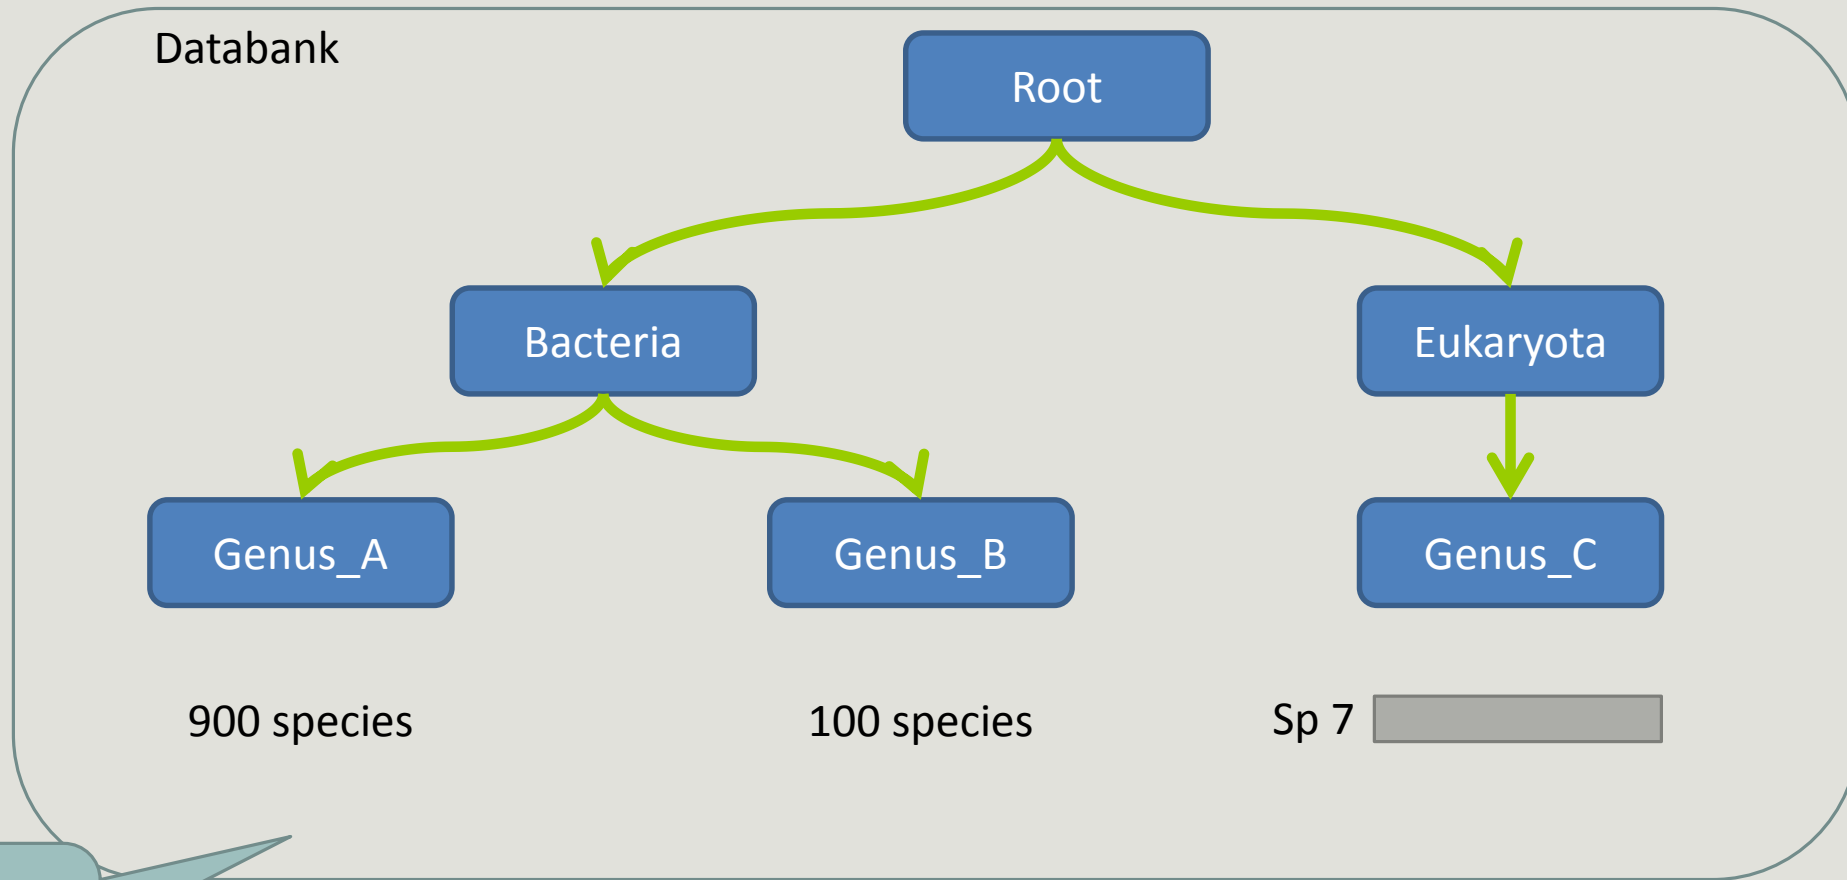 Databank
Root
Bacteria
Eukaryota
Genus_A
Genus_B
Genus_C
900 species
100 species
Sp 7